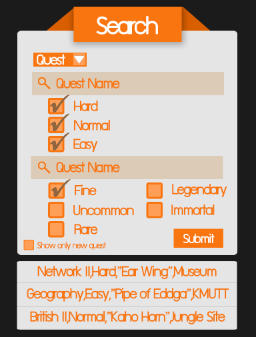 Search
Quest
Quest Name
Hard
Normal
Easy
Quest Name
Fine
Legendary
Uncommon
Immortal
Rare
Submit
Show only new quest
Network II,Hard,"Ear Wing",Museum
Geography,Easy,"Pipe of Eddga",KMUTT
British II,Normal,"Kaho Horn",Jungle Site